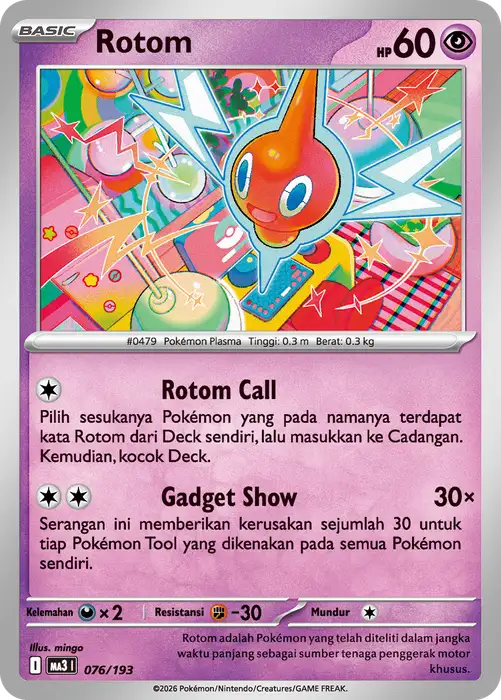 BASIC
Rotom
HP 60
#0479 Pokémon Plasma Tinggi: 0.3 m Berat: 0.3 kg
Rotom Call
Pilih sesukanya Pokémon yang pada namanya terdapat
kata Rotom dari Deck sendiri, lalu masukkan ke Cadangan.
Kemudian, kocok Deck.
Gadget Show 30×
Serangan ini memberikan kerusakan sejumlah 30 untuk
tiap Pokémon Tool yang dikenakan pada semua Pokémon
sendiri.
Kelemahan ×2 Resistansi -30 Mundur
Illus. mingo
Rotom adalah Pokémon yang telah diteliti dalam jangka
waktu panjang sebagai sumber tenaga penggerak motor
khusus.
I MA3 I 076/193
©2026 Pokémon/Nintendo/Creatures/GAME FREAK.